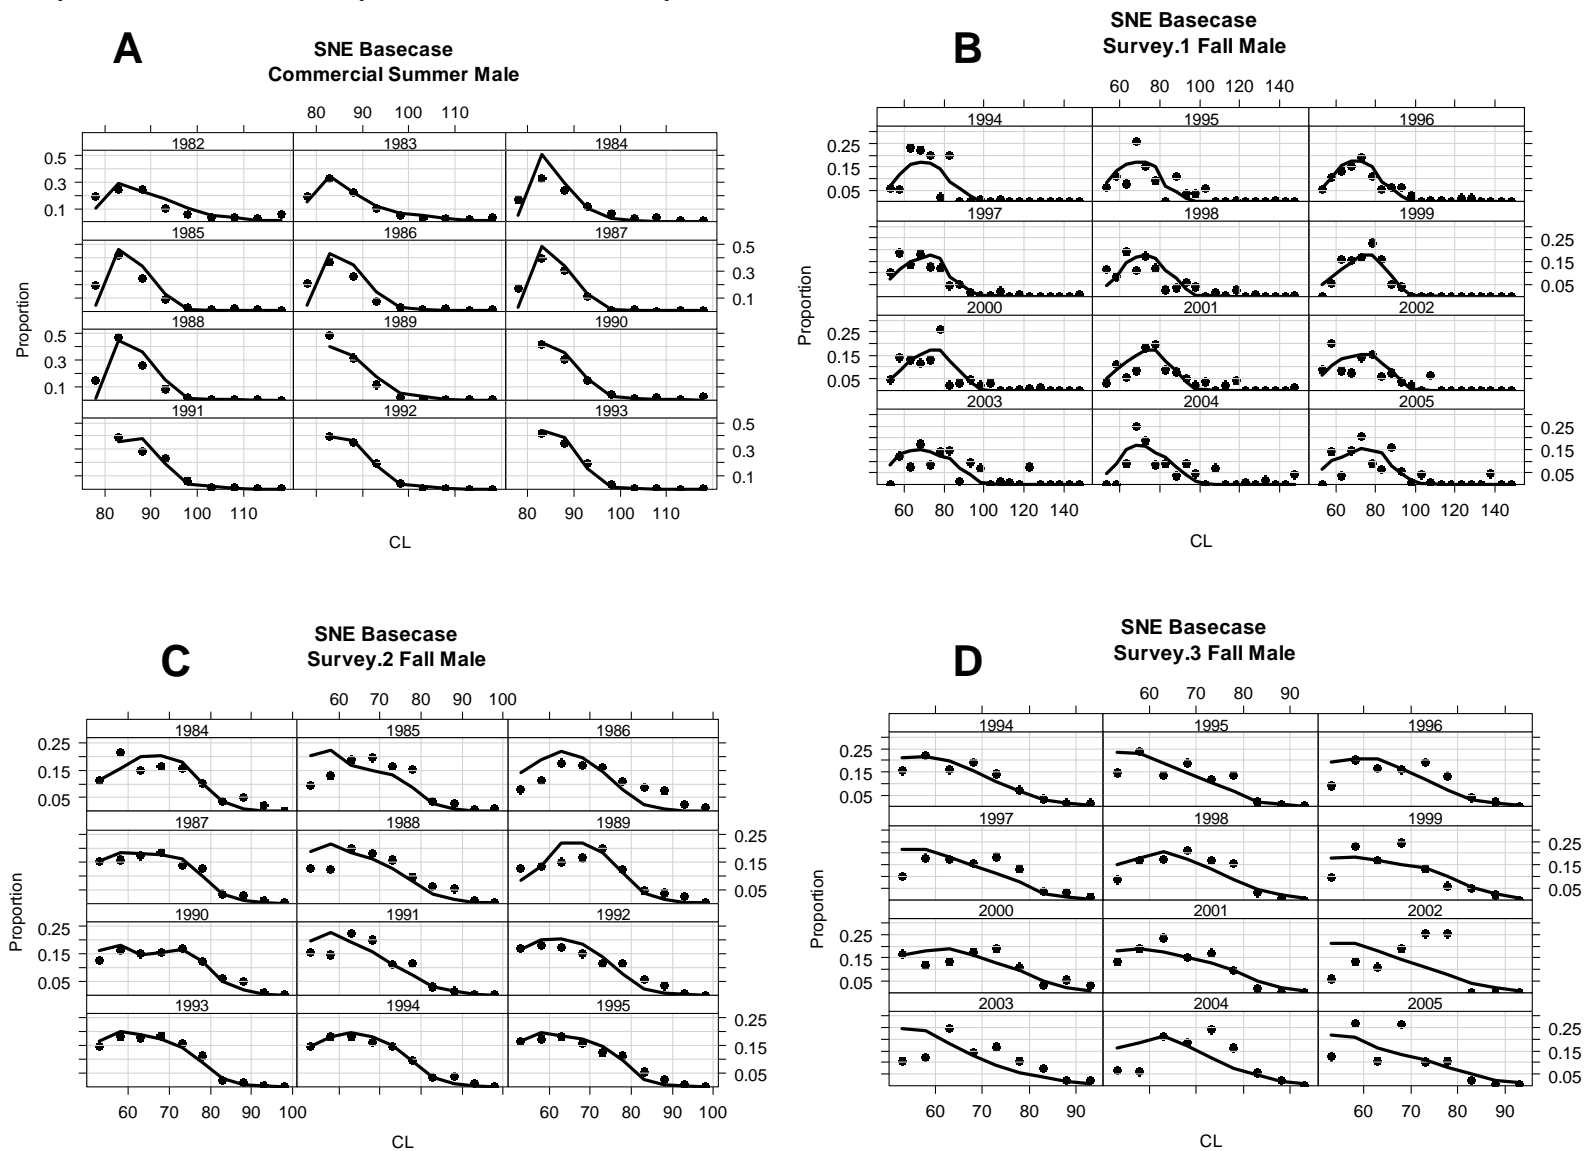 A
SNE Basecase
Commercial Summer Male
80 90 100 110
1982 1983 1984
0.5
0.3
0.1
1985 1986 1987
0.5
0.3
0.1
1988 1989 1990
0.5
0.3
0.1
1991 1992 1993
0.5
0.3
0.1
80 90 100 110 80 90 100 110
Proportion
CL
B
SNE Basecase
Survey.1 Fall Male
60 80 100 120 140
1994 1995 1996
0.25
0.15
0.05
1997 1998 1999
0.25
0.15
0.05
2000 2001 2002
0.25
0.15
0.05
2003 2004 2005
0.25
0.15
0.05
60 80 100 120 140 60 80 100 120 140
Proportion
CL
C
SNE Basecase
Survey.2 Fall Male
60 70 80 90 100
1984 1985 1986
0.25
0.15
0.05
1987 1988 1989
0.25
0.15
0.05
1990 1991 1992
0.25
0.15
0.05
1993 1994 1995
0.25
0.15
0.05
60 70 80 90 100 60 70 80 90 100
Proportion
CL
D
SNE Basecase
Survey.3 Fall Male
60 70 80 90
1994 1995 1996
0.25
0.15
0.05
1997 1998 1999
0.25
0.15
0.05
2000 2001 2002
0.25
0.15
0.05
2003 2004 2005
0.25
0.15
0.05
60 70 80 90 60 70 80 90
Proportion
CL